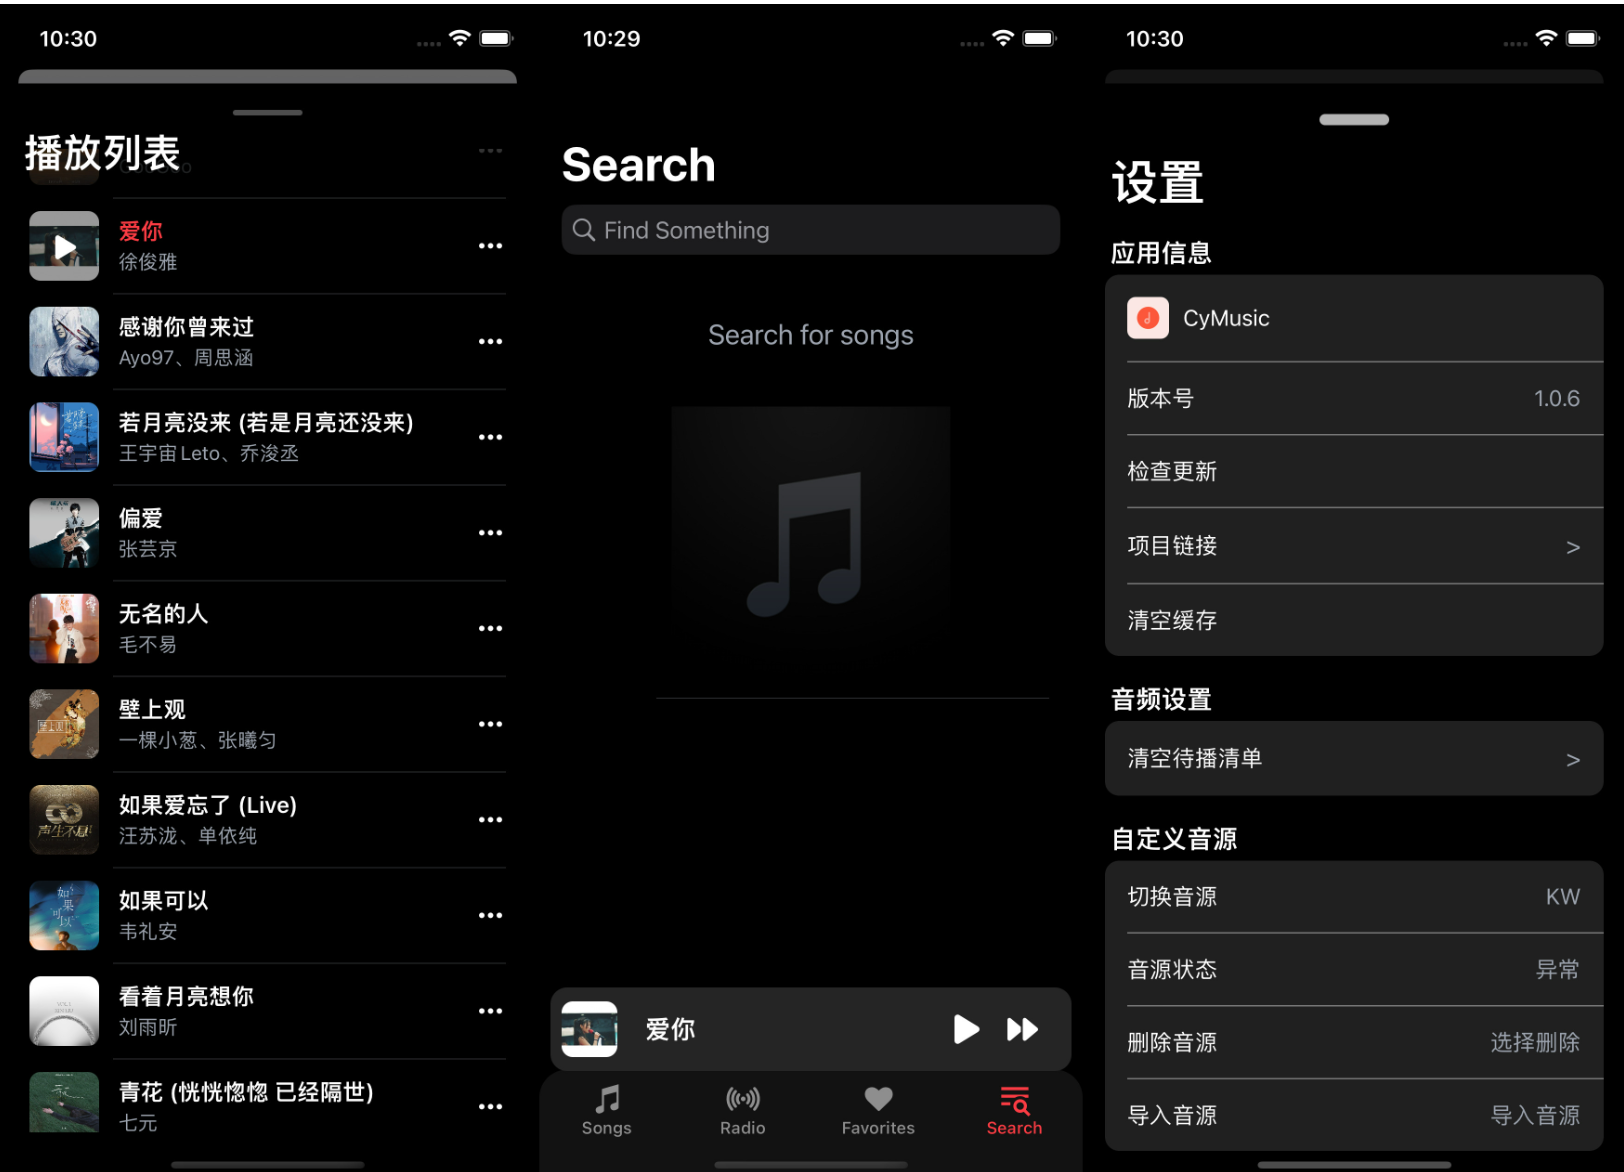 10:30
播放列表
爱你
徐俊雅
感谢你曾来过
Ayo97、周思涵
若月亮没来 (若是月亮还没来)
王宇宙Leto、乔浚丞
偏爱
张芸京
无名的人
毛不易
壁上观
一棵小葱、张曦匀
如果爱忘了 (Live)
汪苏泷、单依纯
声生不息
如果可以
如果可以
韦礼安
看着月亮想你
刘雨昕
青花 (恍恍惚惚 已经隔世)
七元
10:29
Search
Find Something
Search for songs
爱你
Songs
Radio
Favorites
Search
10:30
设置
应用信息
CyMusic
版本号
1.0.6
检查更新
项目链接
>
清空缓存
音频设置
清空待播清单
>
自定义音源
切换音源
KW
音源状态
异常
删除音源
选择删除
导入音源
导入音源